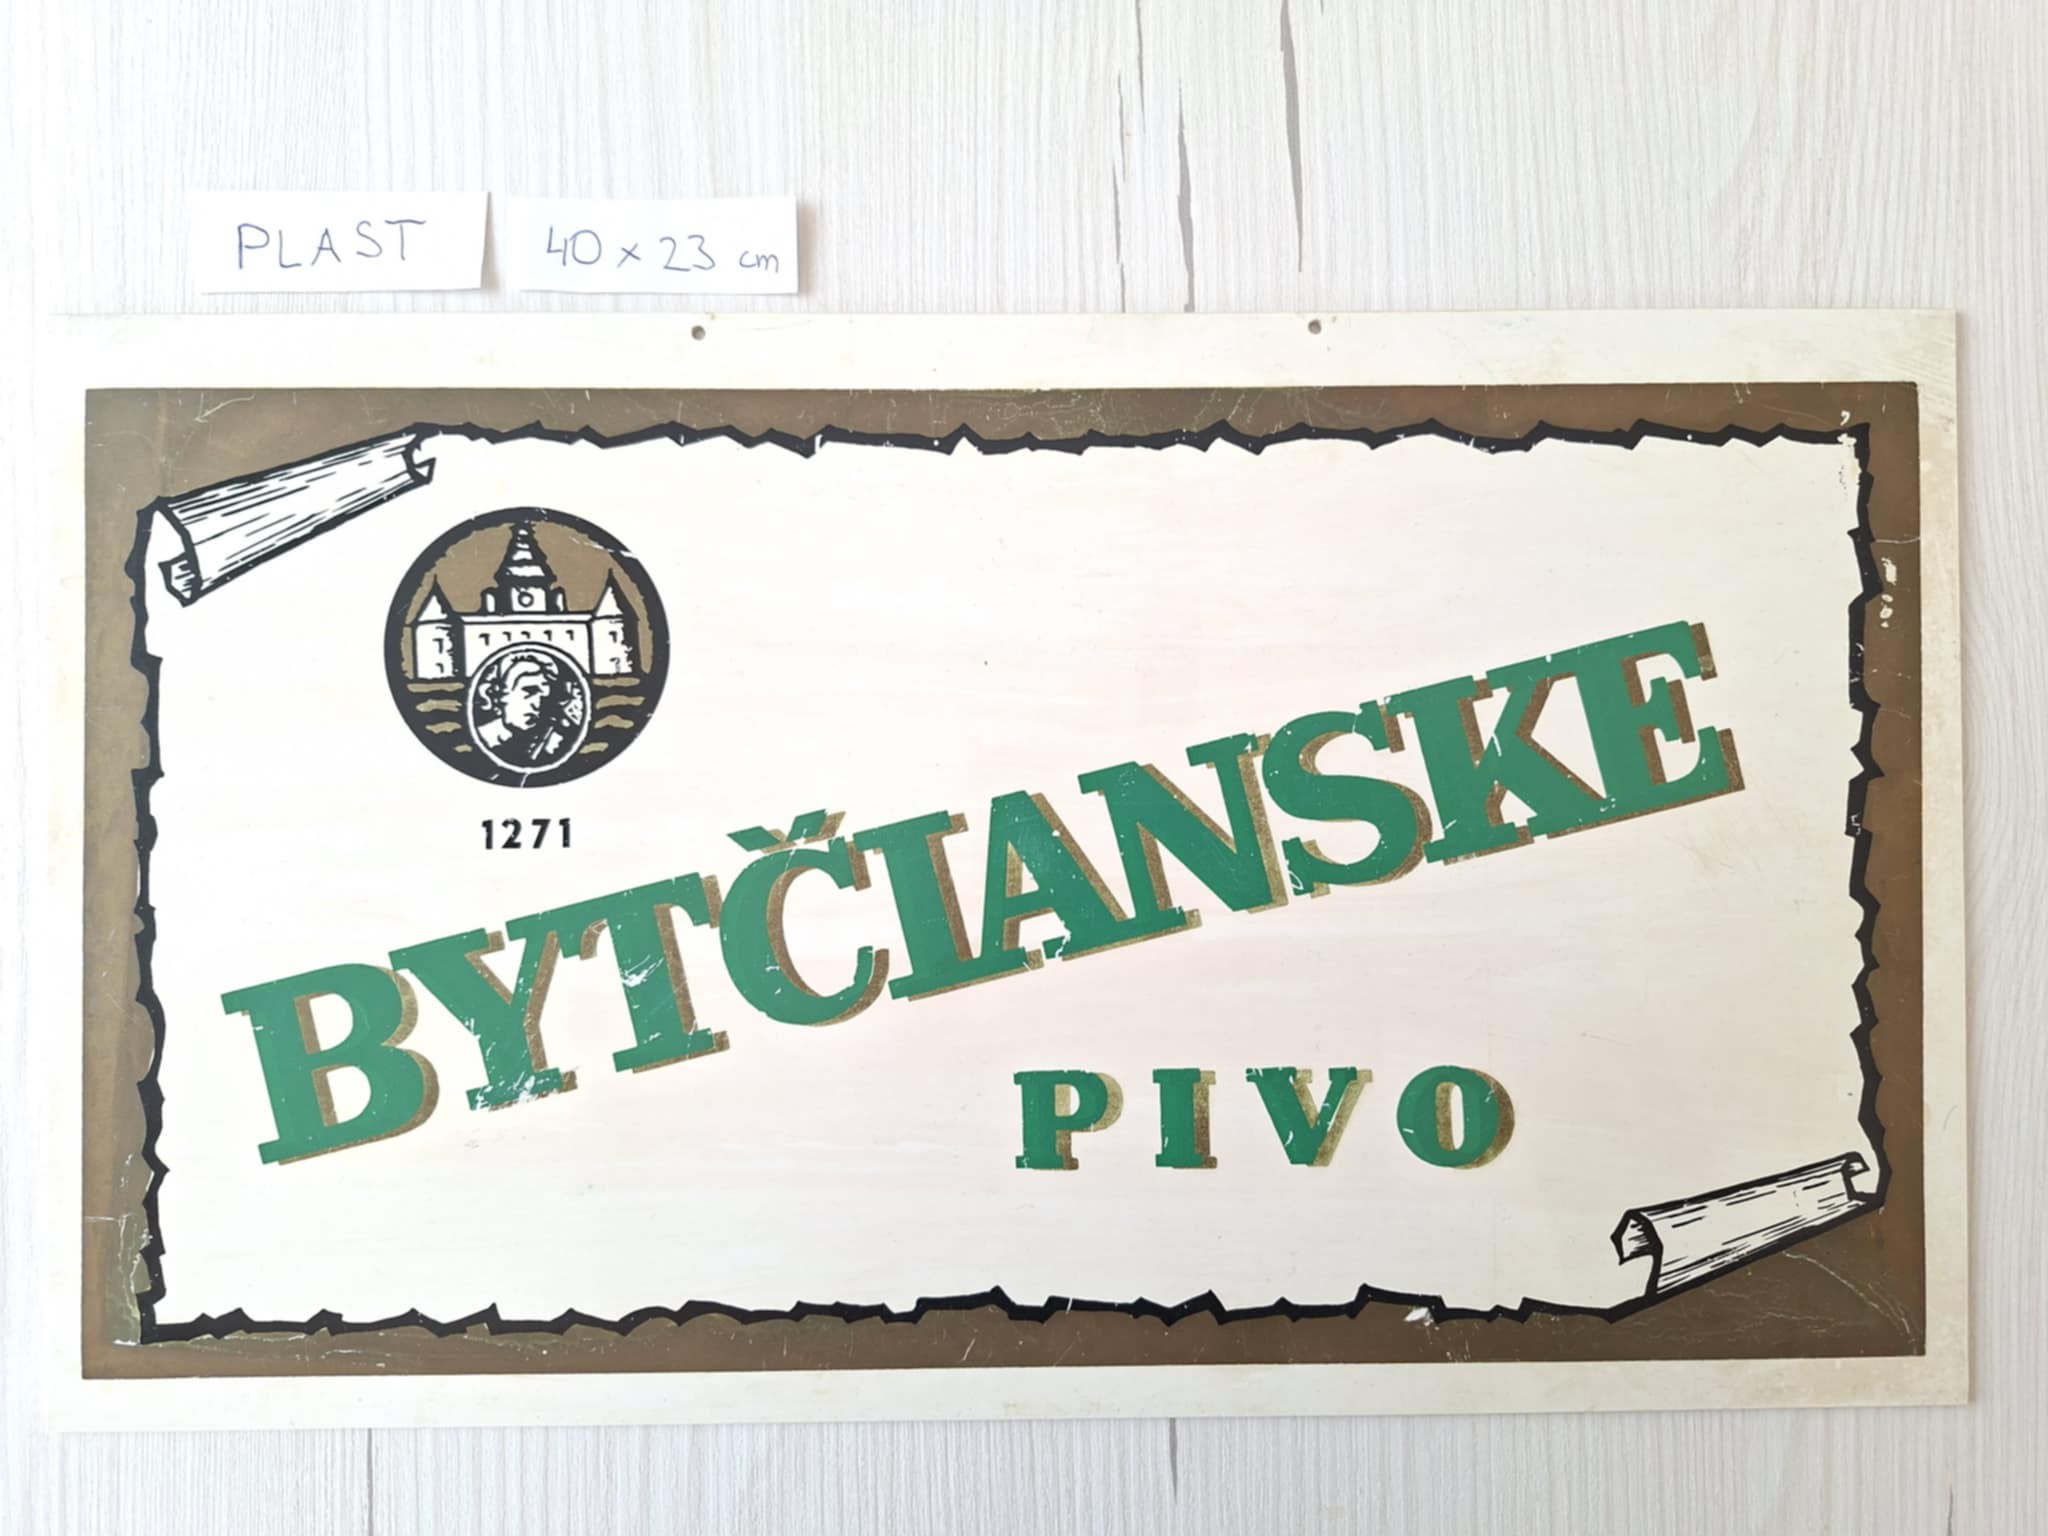 PLAST
40 x 23 cm
1271
BYTČIANSKE
PIVO